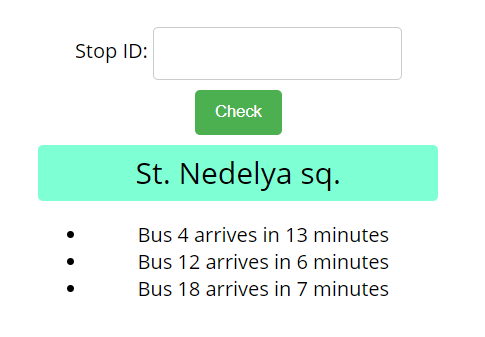 Stop ID:
Check
St. Nedelya sq.
Bus 4 arrives in 13 minutes
Bus 12 arrives in 6 minutes
Bus 18 arrives in 7 minutes